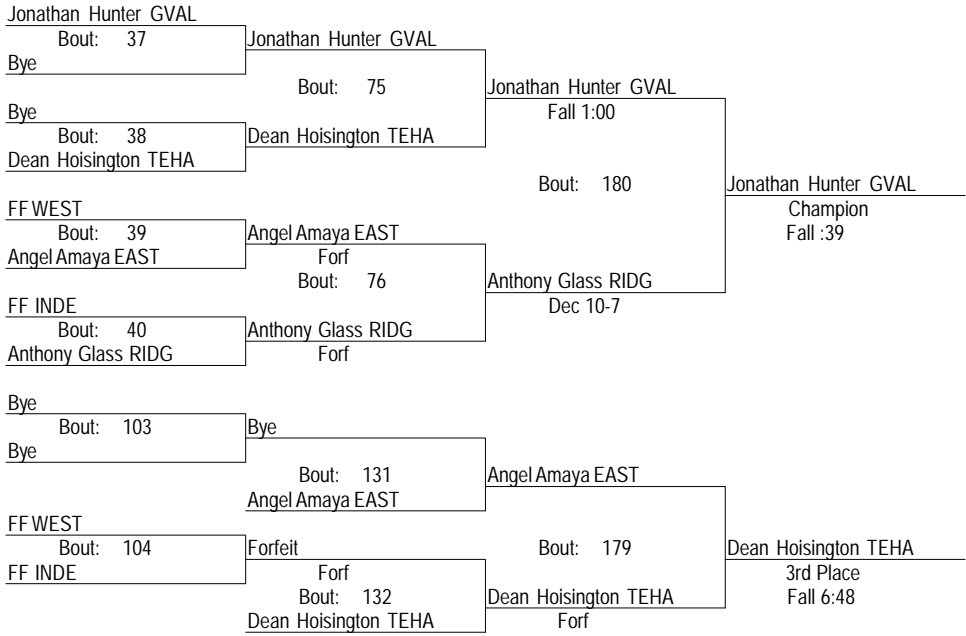 Jonathan Hunter GVAL
Bout: 37
Jonathan Hunter GVAL
Bye
Bout: 75
Jonathan Hunter GVAL
Bye
Fall 1:00
Bout: 38
Dean Hoisington TEHA
Dean Hoisington TEHA
Bout: 180
Jonathan Hunter GVAL
FF WEST
Champion
Bout: 39
Angel Amaya EAST
Fall :39
Angel Amaya EAST
Forf
Bout: 76
Anthony Glass RIDG
FF INDE
Dec 10-7
Bout: 40
Anthony Glass RIDG
Anthony Glass RIDG
Forf
Bye
Bout: 103
Bye
Bye
Bout: 131
Angel Amaya EAST
Angel Amaya EAST
FF WEST
Bout: 104
Forfeit
Bout: 179
Dean Hoisington TEHA
FF INDE
Forf
3rd Place
Bout: 132
Dean Hoisington TEHA
Fall 6:48
Dean Hoisington TEHA
Forf